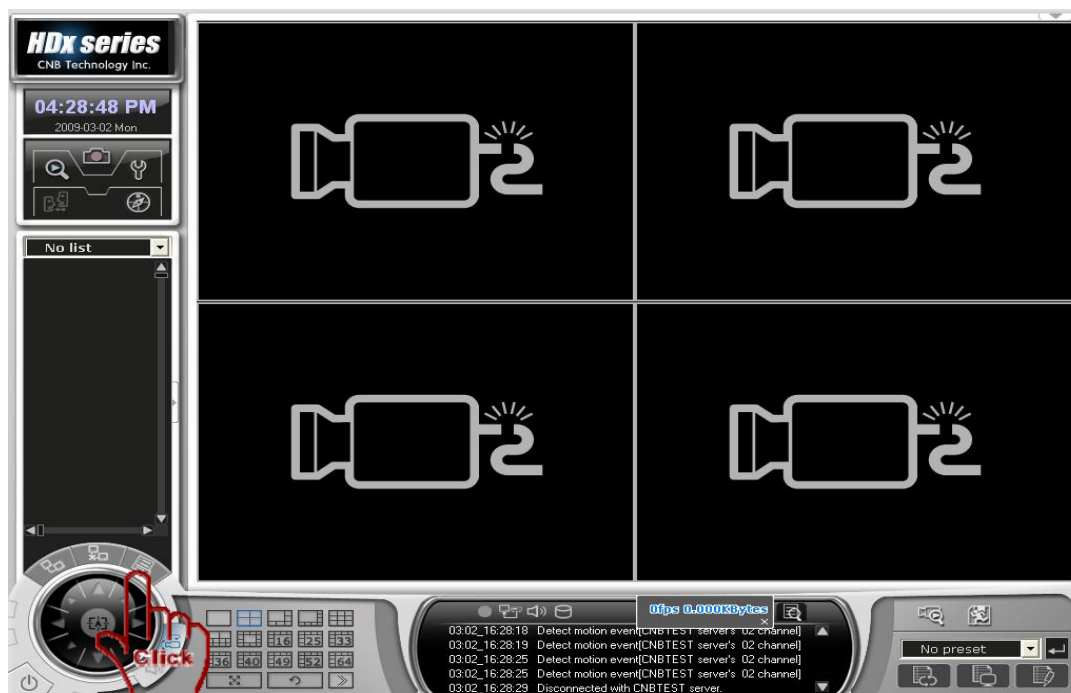 HDx series
CNB Technology Inc.
04:28:48 PM
2009-03-02 Mon
No list
Click
16 25 33
36 40 49 52 64
0fps 0.000KBytes
03:02_16:28:18 Detect motion event[CNBTEST server's 02 channel]
03:02_16:28:19 Detect motion event[CNBTEST server's 02 channel]
03:02_16:28:25 Detect motion event[CNBTEST server's 02 channel]
03:02_16:28:25 Detect motion event[CNBTEST server's 02 channel]
03:02_16:28:29 Disconnected with CNBTEST server.
No preset